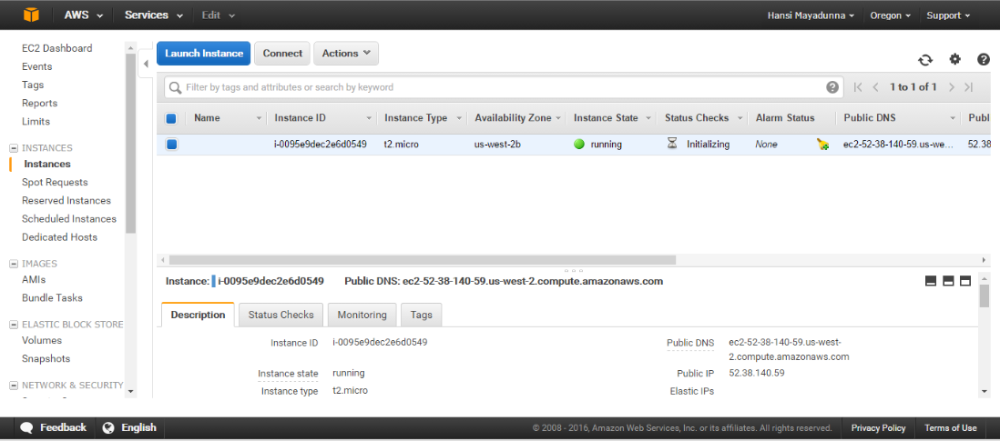 AWS Services Edit Hansi Mayadunna Oregon Support
EC2 Dashboard
Events
Tags
Reports
Limits
INSTANCES
Instances
Spot Requests
Reserved Instances
Scheduled Instances
Dedicated Hosts
IMAGES
AMIs
Bundle Tasks
ELASTIC BLOCK STORE
Volumes
Snapshots
NETWORK & SECURITY
Launch Instance Connect Actions
Filter by tags and attributes or search by keyword 1 to 1 of 1
Name Instance ID Instance Type Availability Zone Instance State Status Checks Alarm Status Public DNS Publ
i-0095e9dec2e6d0549 t2.micro us-west-2b running Initializing None ec2-52-38-140-59.us-we... 52.38
Instance: i-0095e9dec2e6d0549 Public DNS: ec2-52-38-140-59.us-west-2.compute.amazonaws.com
Description Status Checks Monitoring Tags
Instance ID i-0095e9dec2e6d0549 Public DNS ec2-52-38-140-59.us-west-
2.compute.amazonaws.com
Instance state running Public IP 52.38.140.59
Instance type t2.micro Elastic IPs
Feedback English © 2008 - 2016, Amazon Web Services, Inc. or its affiliates. All rights reserved. Privacy Policy Terms of Use